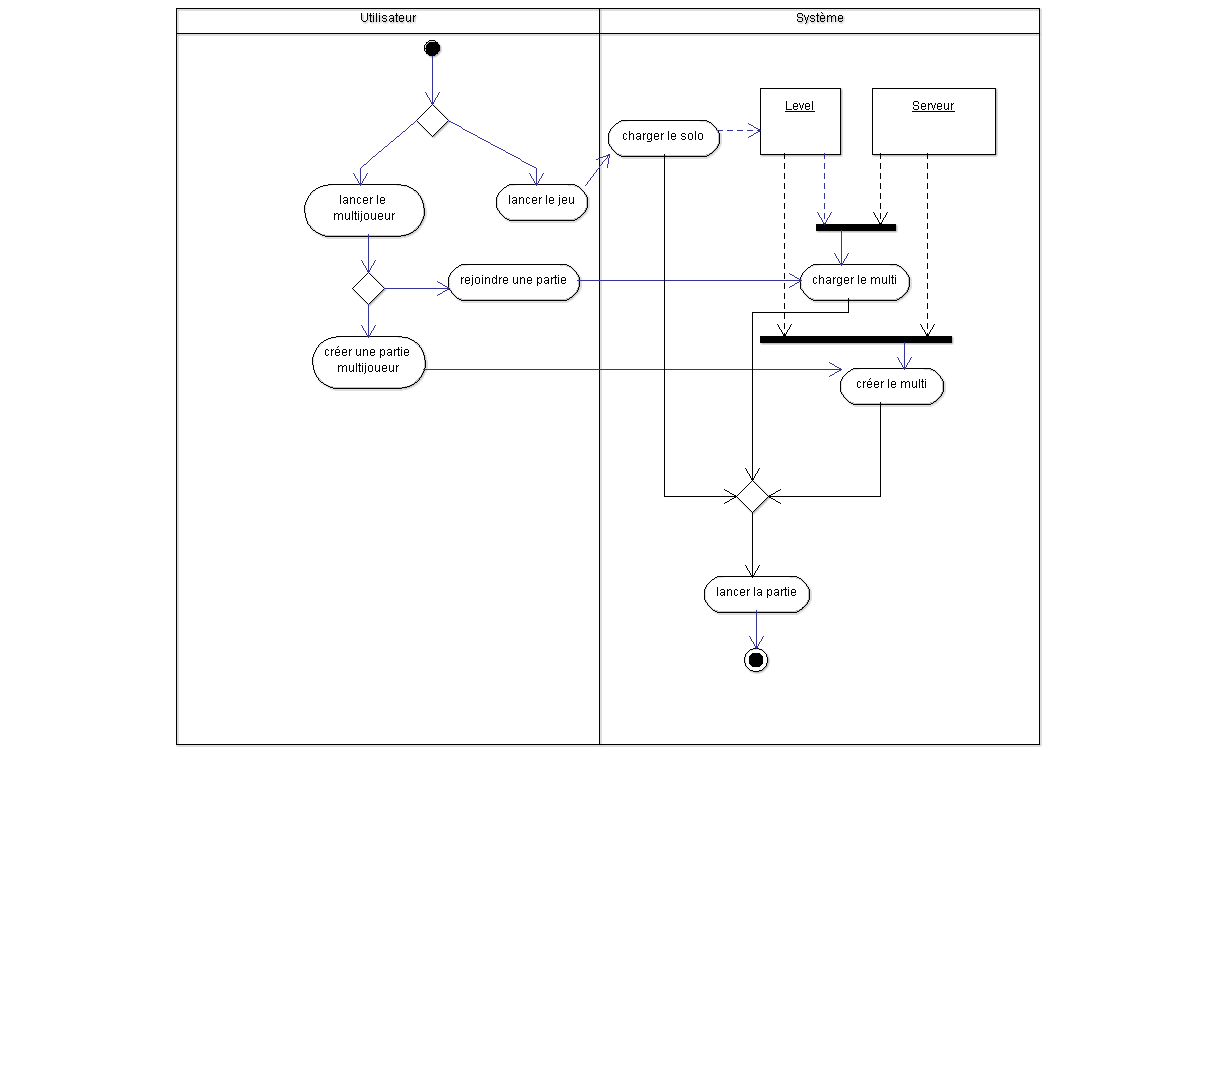 Utilisateur
Système
Level
Serveur
charger le solo
lancer le
multijoueur
lancer le jeu
rejoindre une partie
charger le multi
créer une partie
multijoueur
créer le multi
lancer la partie